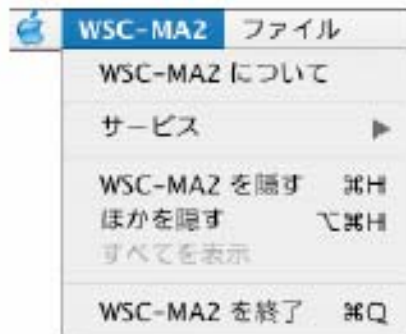 WSC-MA2 ファイル
WSC-MA2 について
サービス
WSC-MA2 を隠す ⌘H
ほかを隠す ⌥⌘H
すべてを表示
WSC-MA2 を終了 ⌘Q